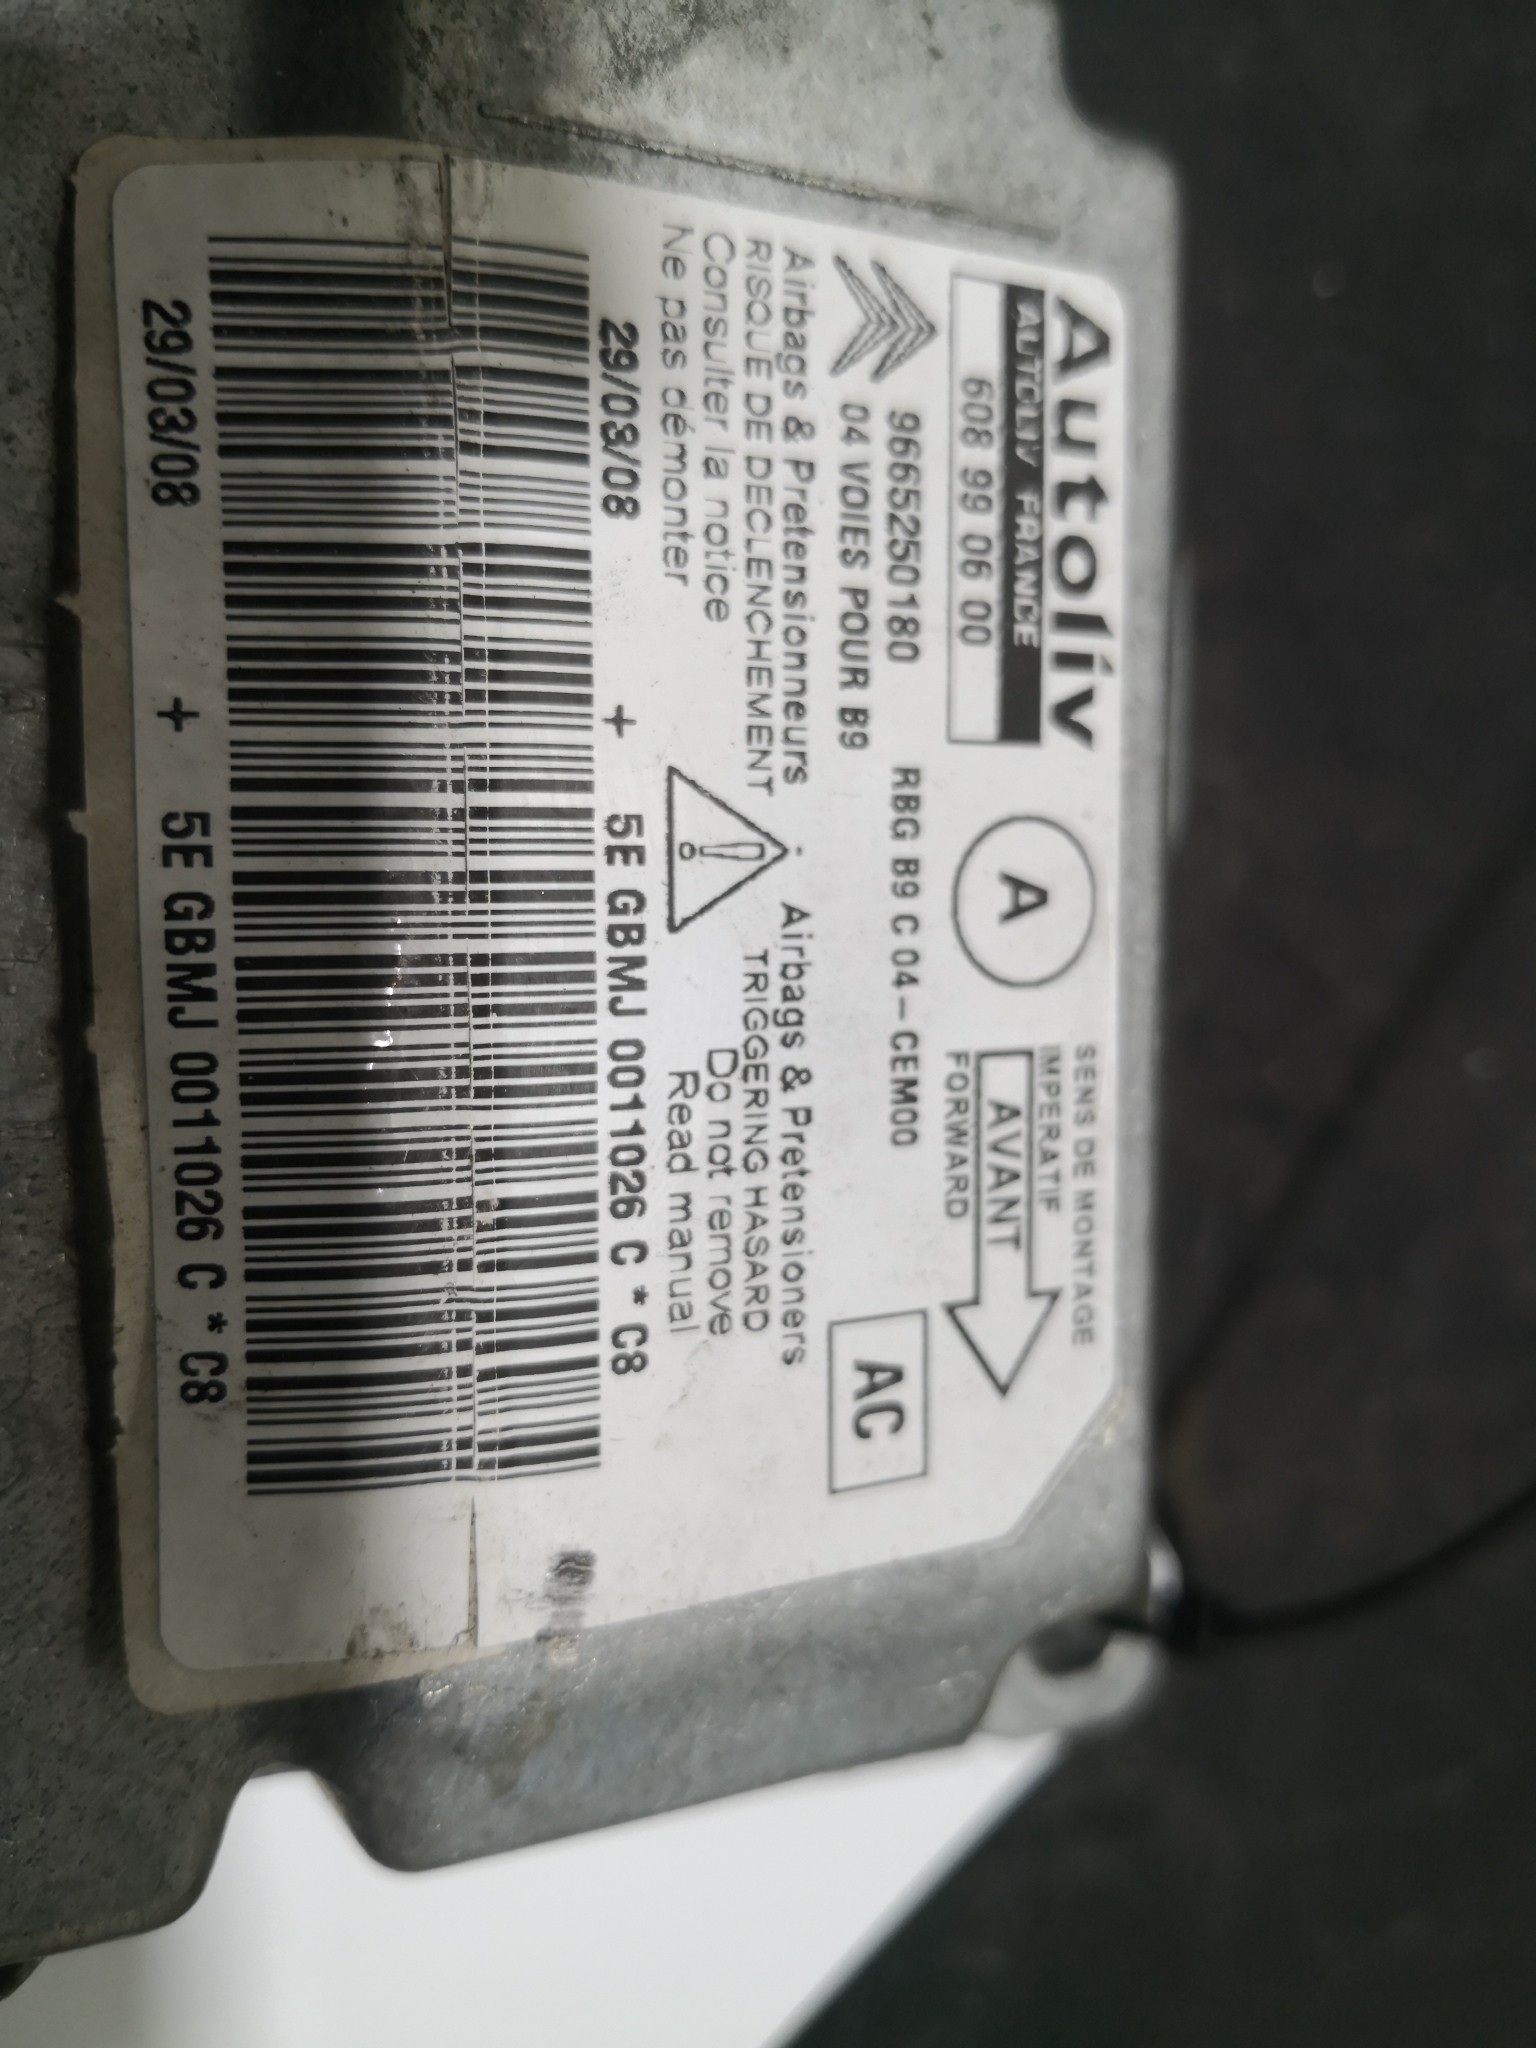 Autoliv
AUTOLIV FRANCE
608 99 06 00
A
SENS DE MONTAGE
IMPERATIF
AVANT
FORWARD
9665250180 RBG B9 C 04-CEM00
04 VOIES POUR B9
AC
Airbags & Pretensionneurs - Airbags & Pretensioners
RISQUE DE DECLENCHEMENT TRIGGERING HASARD
Consulter la notice Do not remove
Ne pas démonter Read manual
29/03/08 + 5E GBMJ 0011026 C * C8
29/03/08 + 5E GBMJ 0011026 C * C8